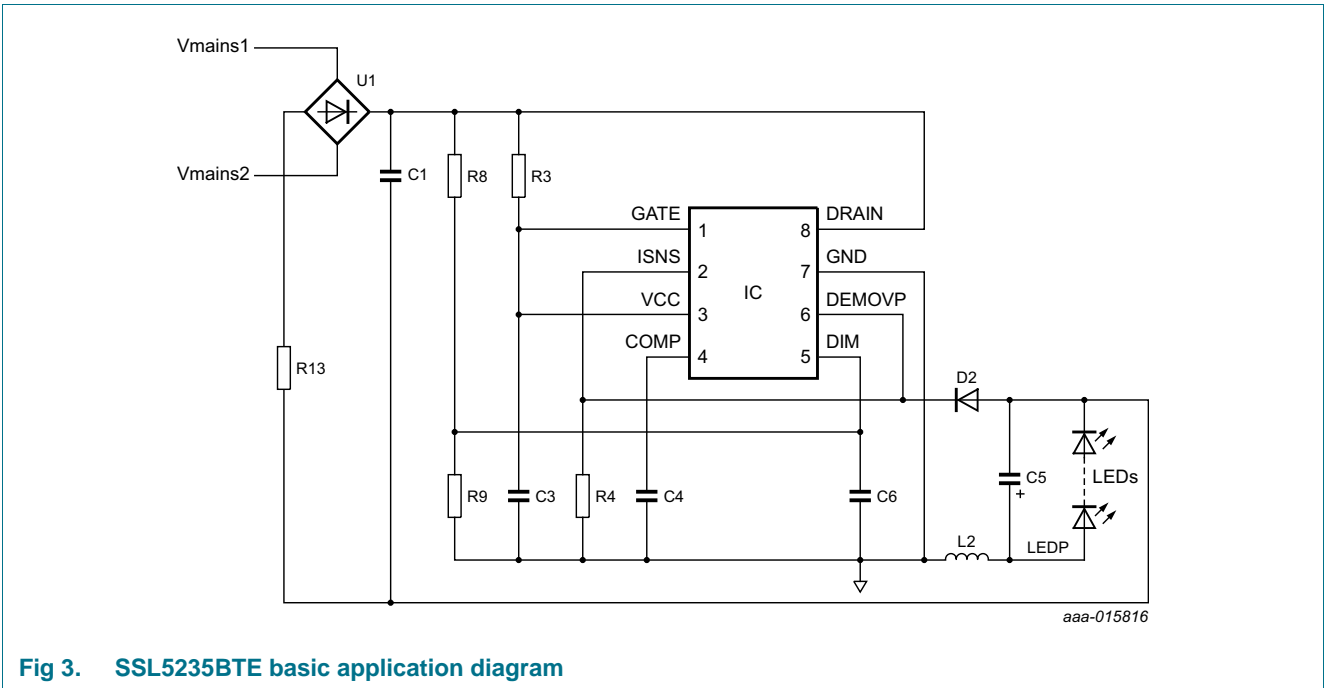 Vmains1
U1
Vmains2
C1
R8
R3
GATE
1
8
DRAIN
ISNS
2
7
GND
IC
VCC
3
6
DEMOVP
COMP
4
5
DIM
R13
D2
R9
C3
R4
C4
C6
C5
+
LEDs
L2
LEDP
aaa-015816
Fig 3. SSL5235BTE basic application diagram